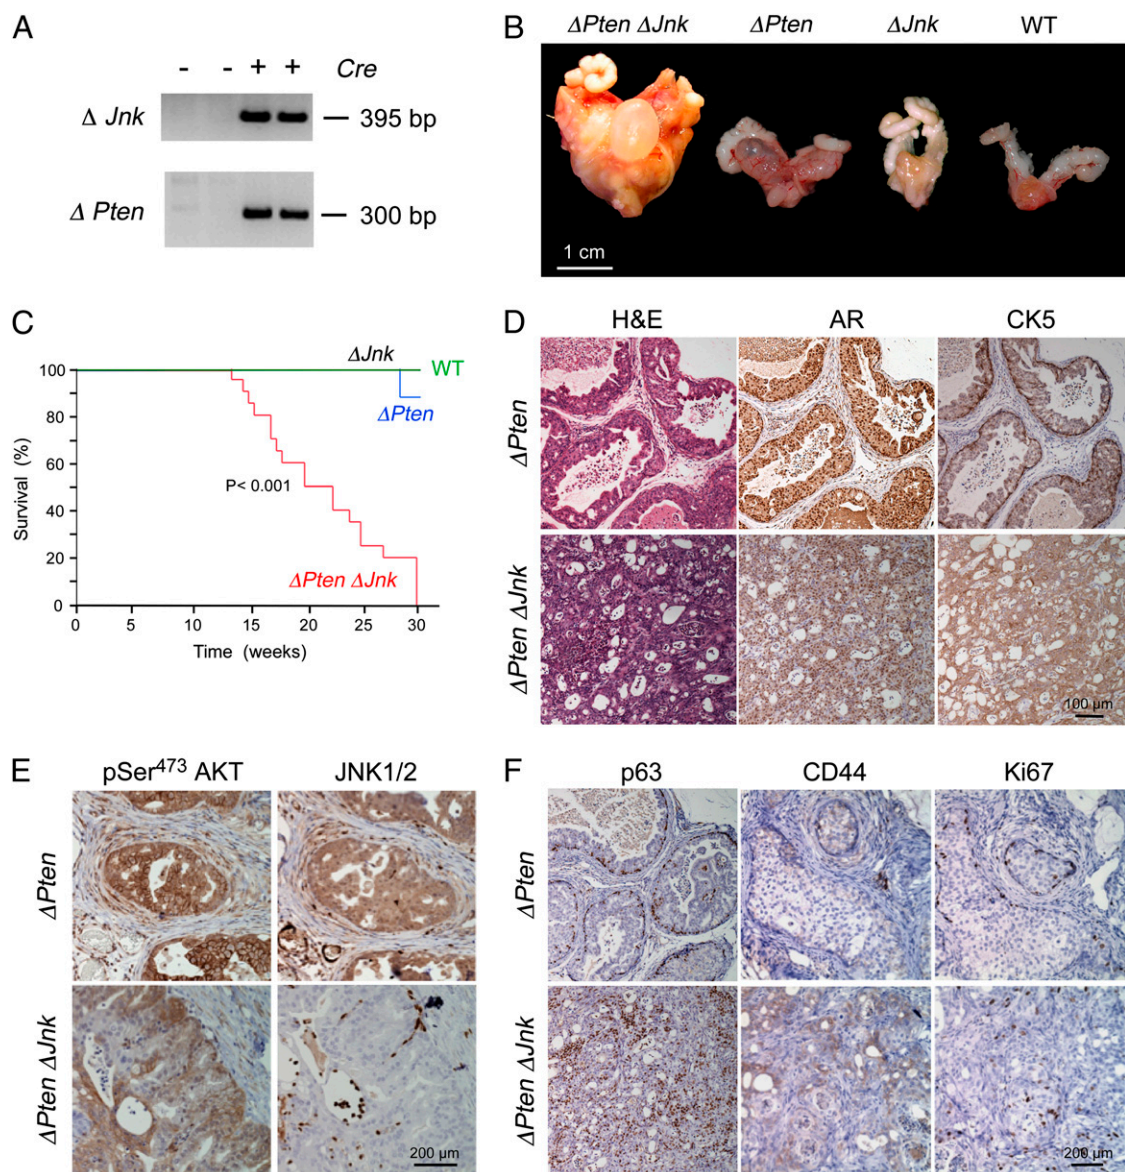 A
- - + + Cre
Δ Jnk 395 bp
Δ Pten 300 bp
B
ΔPten ΔJnk ΔPten ΔJnk WT
1 cm
C
ΔJnk WT
ΔPten
P< 0.001
ΔPten ΔJnk
Survival (%)
100
80
60
40
20
0
0 5 10 15 20 25 30
Time (weeks)
D
H&E AR CK5
ΔPten
ΔPten ΔJnk
100 μm
E
pSer⁴⁷³ AKT JNK1/2
ΔPten
ΔPten ΔJnk
200 μm
F
p63 CD44 Ki67
ΔPten
ΔPten ΔJnk
200 μm